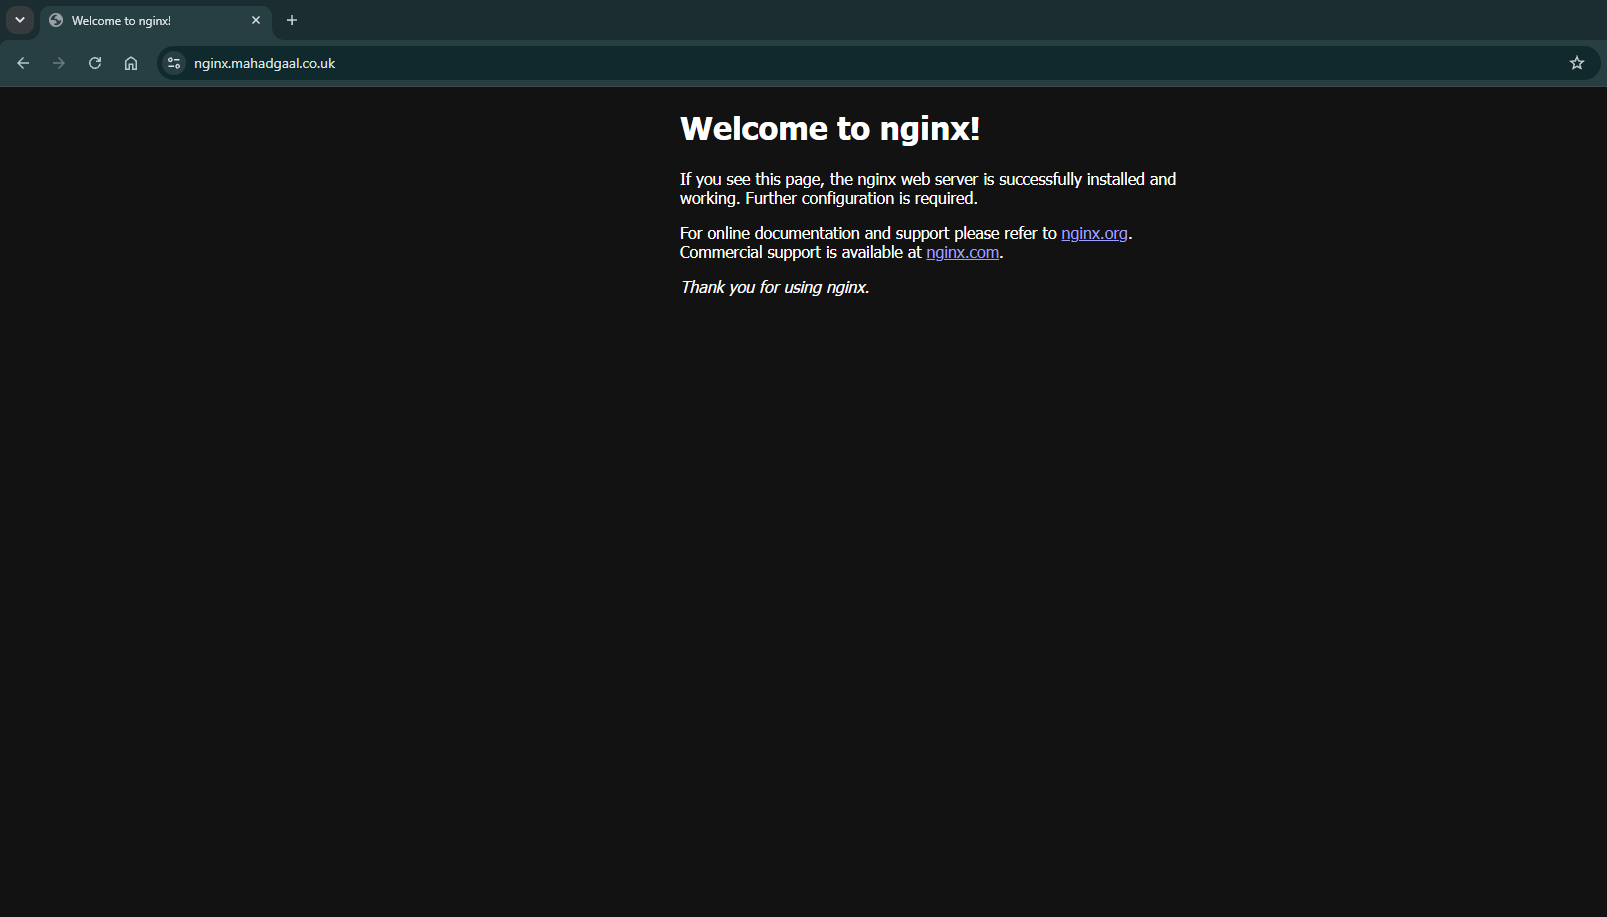 Welcome to nginx!
nginx.mahadgaal.co.uk
Welcome to nginx!
If you see this page, the nginx web server is successfully installed and
working. Further configuration is required.
For online documentation and support please refer to nginx.org.
Commercial support is available at nginx.com.
Thank you for using nginx.